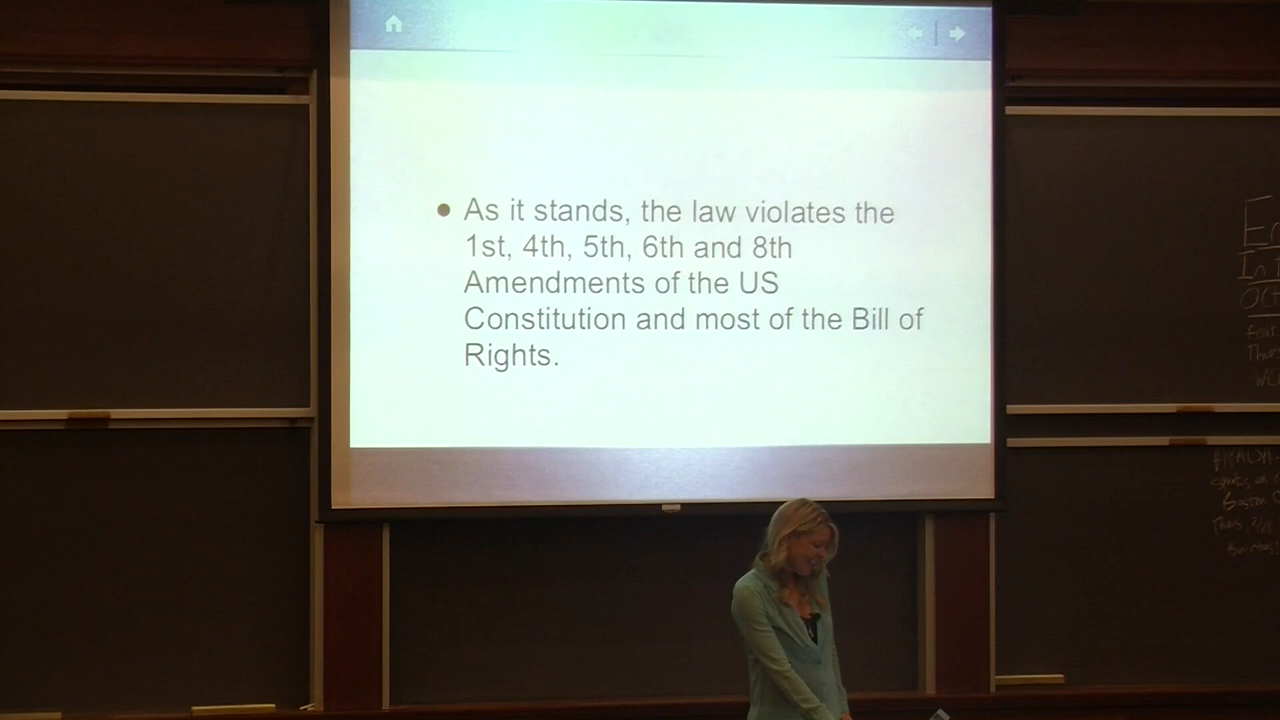 • As it stands, the law violates the
1st, 4th, 5th, 6th and 8th
Amendments of the US
Constitution and most of the Bill of
Rights.